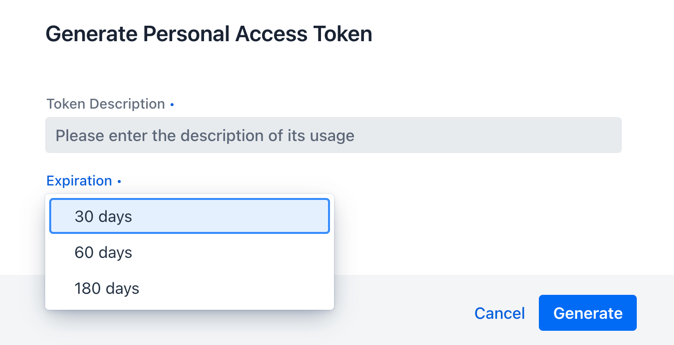 Generate Personal Access Token
Token Description •
Please enter the description of its usage
Expiration •
30 days
60 days
180 days
Cancel Generate